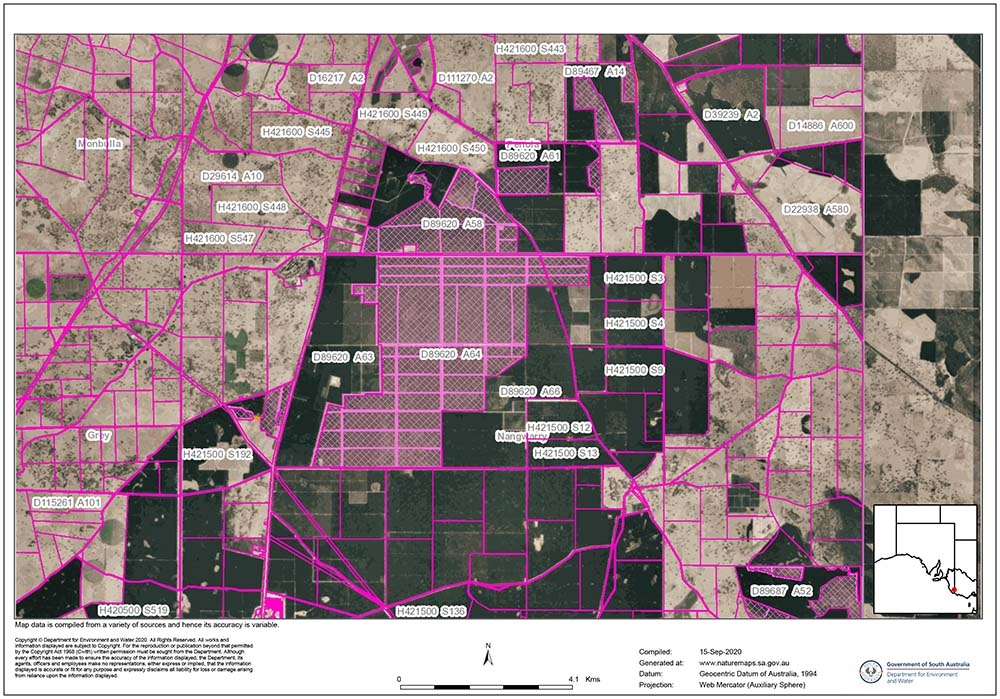 H421600 S443
D16217 A2
D111270 A2
D89467 A14
H421600 S449
D39239 A2
H421600 S445
D14886 A600
Monbulla
H421600 S450
Penola
D89620 A61
D29614 A10
H421600 S448
D22938 A580
D89620 A58
H421600 S547
H421500 S3
H421500 S4
D89620 A63
D89620 A64
H421500 S9
D89620 A66
H421500 S12
Grey
Nangwarry
H421500 S192
H421500 S13
D115261 A101
D89687 A52
H420500 S519
H421500 S136
Map data is compiled from a variety of sources and hence its accuracy is variable.
Copyright © Department for Environment and Water 2020. All Rights Reserved. All works and
information displayed are subject to Copyright. For the reproduction or publication beyond that permitted
by the Copyright Act 1968 (Cwlth) written permission must be sought from the Department. Although
every effort has been made to ensure the accuracy of the information displayed, the Department, its
agents, officers and employees make no representations, either express or implied, that the information
displayed is accurate or fit for any purpose and expressly disclaims all liability for loss or damage arising
from reliance upon the information displayed.
N
0 4.1 Kms
Compiled: 15-Sep-2020
Generated at: www.naturemaps.sa.gov.au
Datum: Geocentric Datum of Australia, 1994
Projection: Web Mercator (Auxiliary Sphere)
Government of South Australia
Department for Environment
and Water